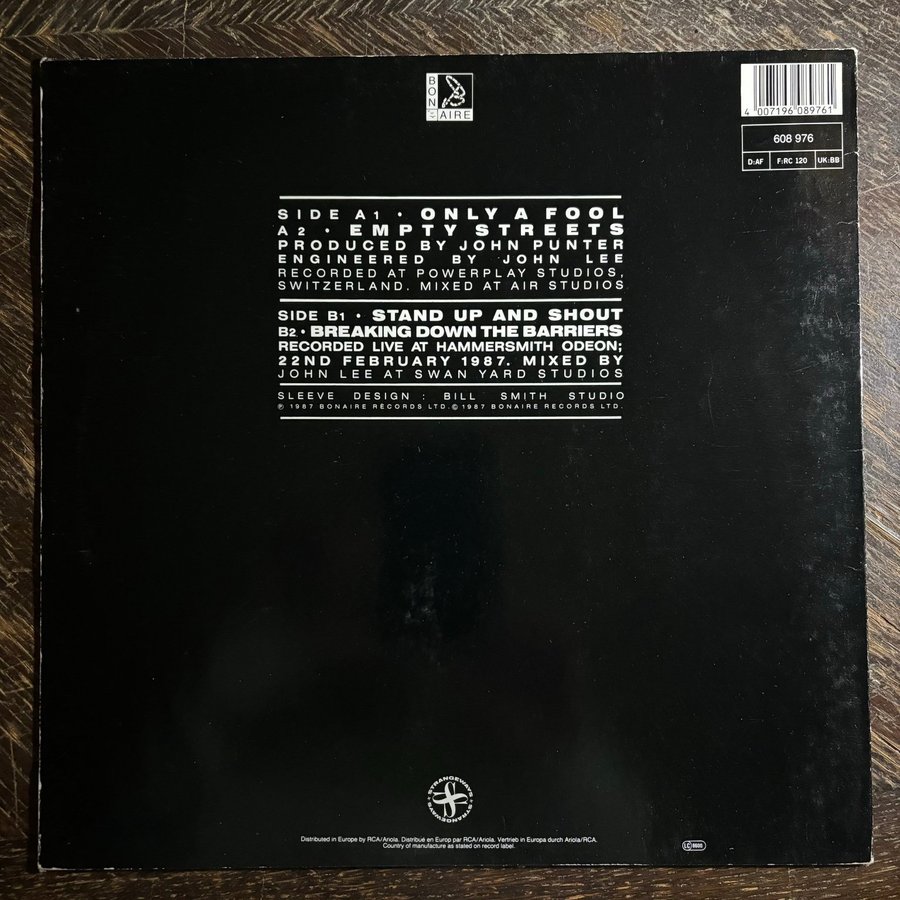 BON
AIRE
4 007196 089761
608 976
D:AF F:RC 120 UK:BB
SIDE A1 • ONLY A FOOL
A2 • EMPTY STREETS
PRODUCED BY JOHN PUNTER
ENGINEERED BY JOHN LEE
RECORDED AT POWERPLAY STUDIOS,
SWITZERLAND. MIXED AT AIR STUDIOS
SIDE B1 • STAND UP AND SHOUT
B2 • BREAKING DOWN THE BARRIERS
RECORDED LIVE AT HAMMERSMITH ODEON;
22ND FEBRUARY 1987. MIXED BY
JOHN LEE AT SWAN YARD STUDIOS
SLEEVE DESIGN : BILL SMITH STUDIO
℗ 1987 BONAIRE RECORDS LTD. © 1987 BONAIRE RECORDS LTD.
STRANGEWAYS • STRANGEWAYS •
Distributed in Europe by RCA/Ariola. Distribué en Europ par RCA/Ariola. Vertrieb in Europa durch Ariola/RCA.
Country of manufacture as stated on record label.
LC